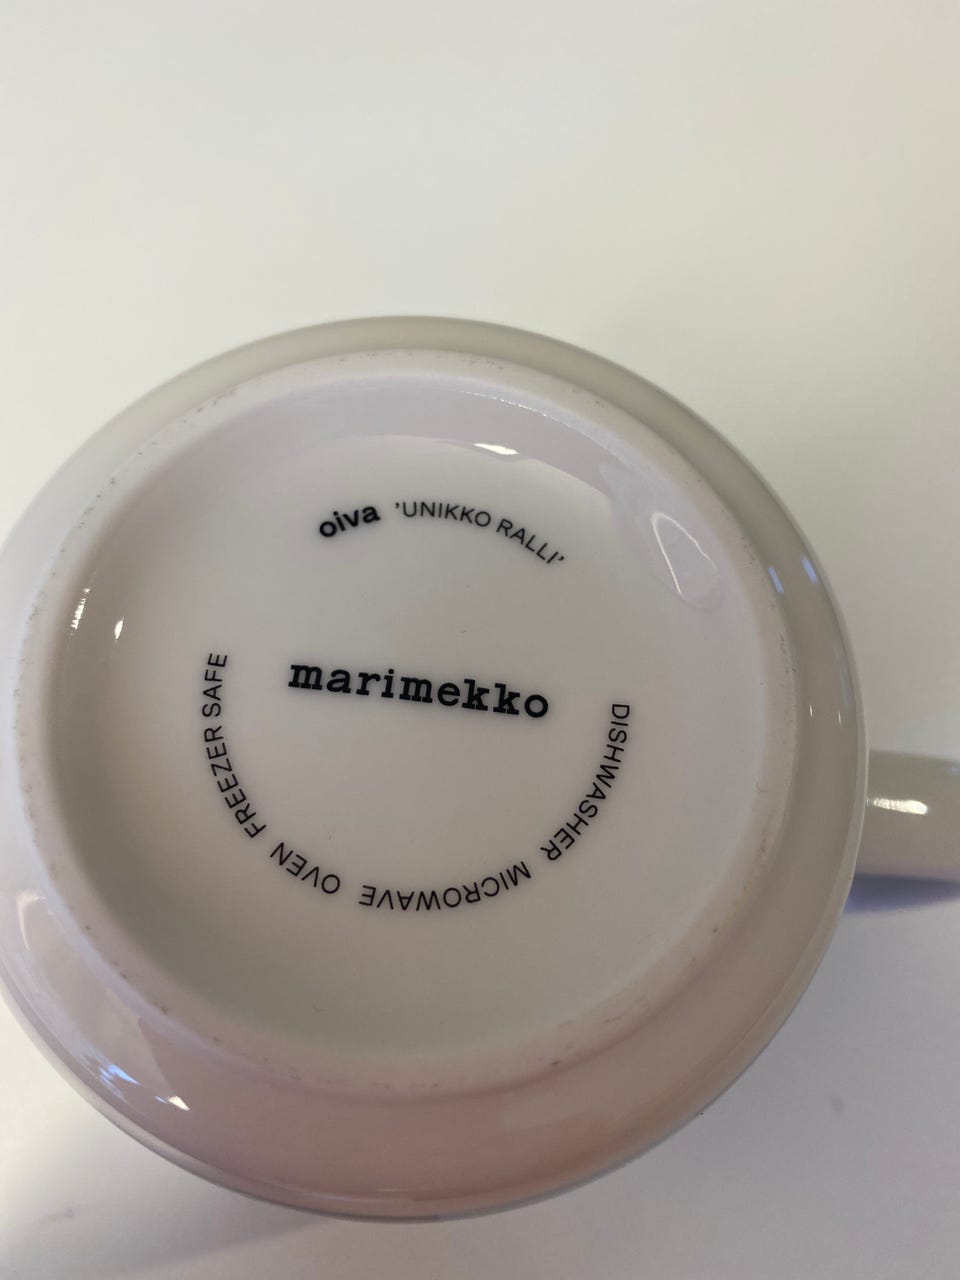 oiva 'UNIKKO RALLI'
marimekko
DISHWASHER MICROWAVE OVEN FREEZER SAFE